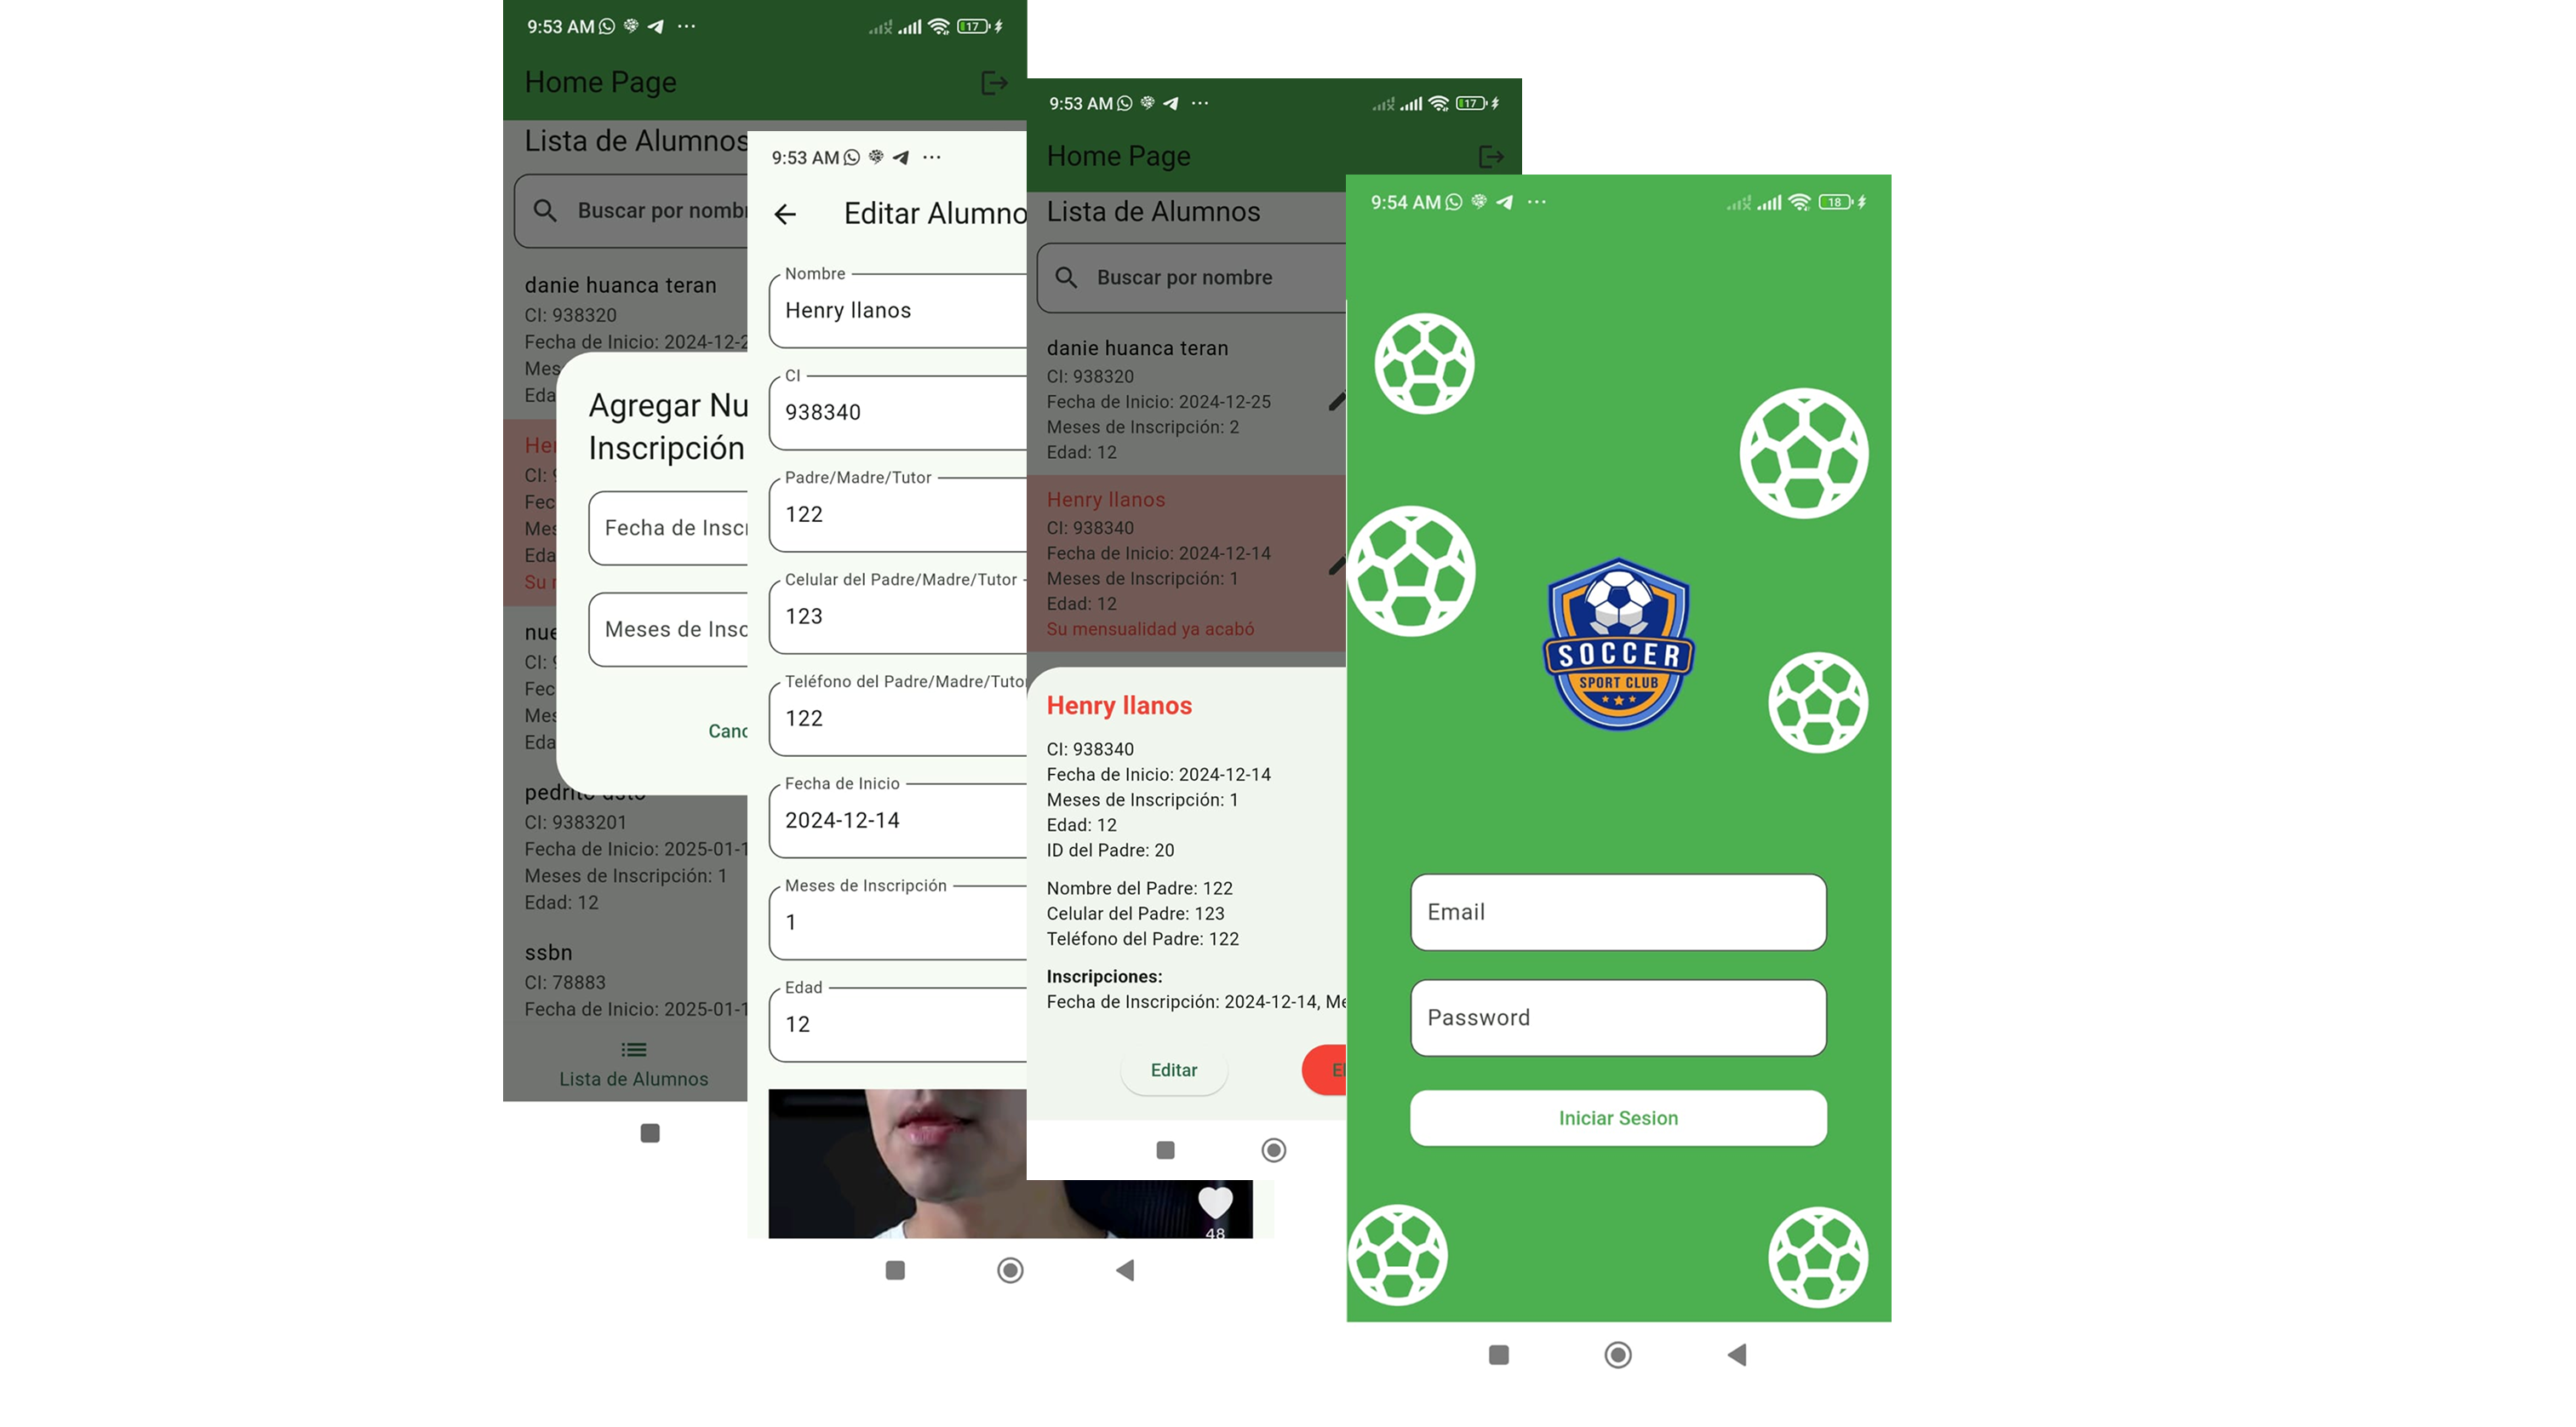 9:53 AM
17
Home Page
Lista de Alumnos
Buscar por nomb
danie huanca teran
CI: 938320
Fecha de Inicio: 2024-12-2
Mes
Eda
Agregar Nu
Inscripción
Fecha de Insc
Meses de Insc
Canc
Her
CI: 9
Fec
Mes
Eda
Su
nue
CI: 9
Fec
Mes
Eda
pedrito
CI: 9383201
Fecha de Inicio: 2025-01-1
Meses de Inscripción: 1
Edad: 12
ssbn
CI: 78883
Fecha de Inicio: 2025-01-1
Lista de Alumnos
9:53 AM
Editar Alumno
Nombre
Henry llanos
CI
938340
Padre/Madre/Tutor
122
Celular del Padre/Madre/Tutor
123
Teléfono del Padre/Madre/Tutor
122
Fecha de Inicio
2024-12-14
Meses de Inscripción
1
Edad
12
48
9:53 AM
17
Home Page
Lista de Alumnos
Buscar por nombre
danie huanca teran
CI: 938320
Fecha de Inicio: 2024-12-25
Meses de Inscripción: 2
Edad: 12
Henry llanos
CI: 938340
Fecha de Inicio: 2024-12-14
Meses de Inscripción: 1
Edad: 12
Su mensualidad ya acabó
Henry llanos
CI: 938340
Fecha de Inicio: 2024-12-14
Meses de Inscripción: 1
Edad: 12
ID del Padre: 20
Nombre del Padre: 122
Celular del Padre: 123
Teléfono del Padre: 122
Inscripciones:
Fecha de Inscripción: 2024-12-14, Me
Editar
El
9:54 AM
18
SOCCER
SPORT CLUB
Email
Password
Iniciar Sesion